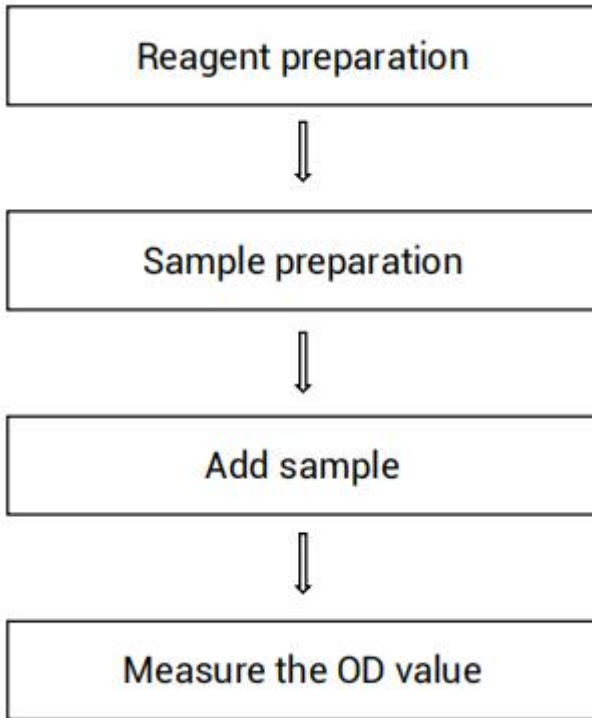 Reagent preparation
Sample preparation
Add sample
Measure the OD value